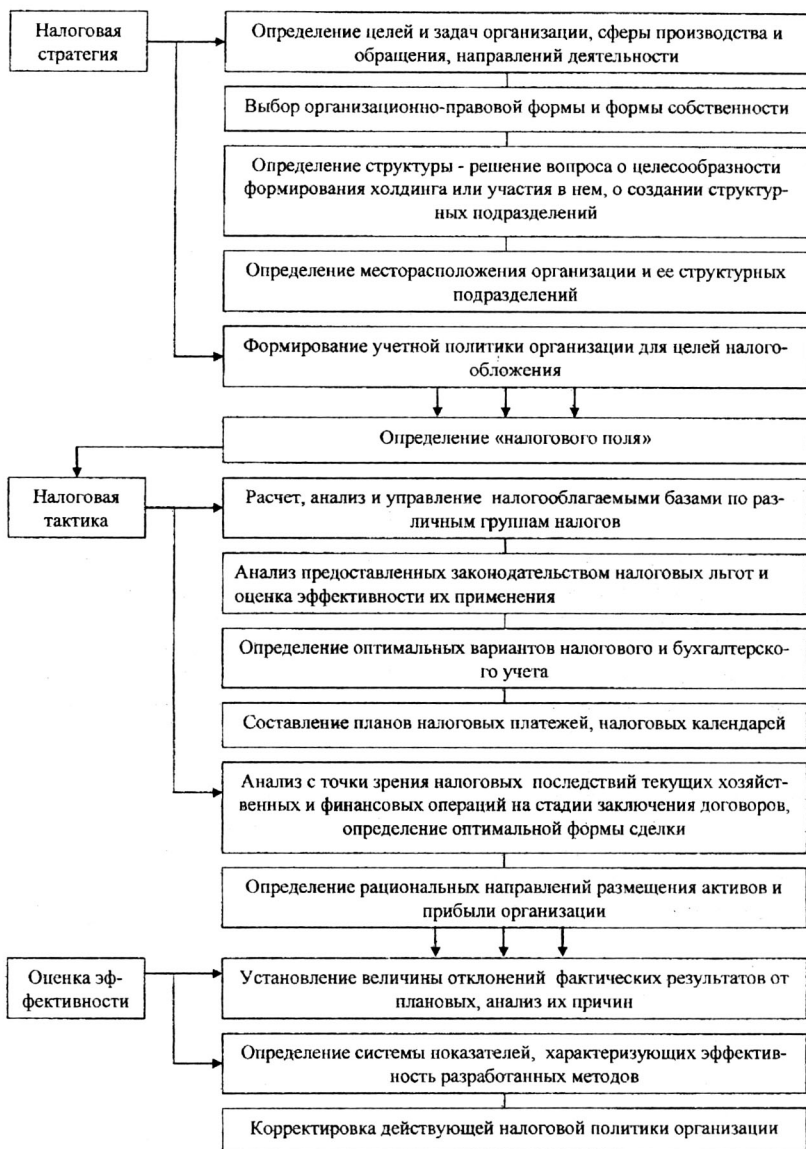 Налоговая
стратегия
Определение целей и задач организации, сферы производства и
обращения, направлений деятельности
Выбор организационно-правовой формы и формы собственности
Определение структуры - решение вопроса о целесообразности
формирования холдинга или участия в нем, о создании структур-
ных подразделений
Определение месторасположения организации и ее структурных
подразделений
Формирование учетной политики организации для целей налого-
обложения
Определение «налогового поля»
Налоговая
тактика
Расчет, анализ и управление налогооблагаемыми базами по раз-
личным группам налогов
Анализ предоставленных законодательством налоговых льгот и
оценка эффективности их применения
Определение оптимальных вариантов налогового и бухгалтерско-
го учета
Составление планов налоговых платежей, налоговых календарей
Анализ с точки зрения налоговых последствий текущих хозяйст-
венных и финансовых операций на стадии заключения договоров,
определение оптимальной формы сделки
Определение рациональных направлений размещения активов и
прибыли организации
Оценка эф-
фективности
Установление величины отклонений фактических результатов от
плановых, анализ их причин
Определение системы показателей, характеризующих эффектив-
ность разработанных методов
Корректировка действующей налоговой политики организации